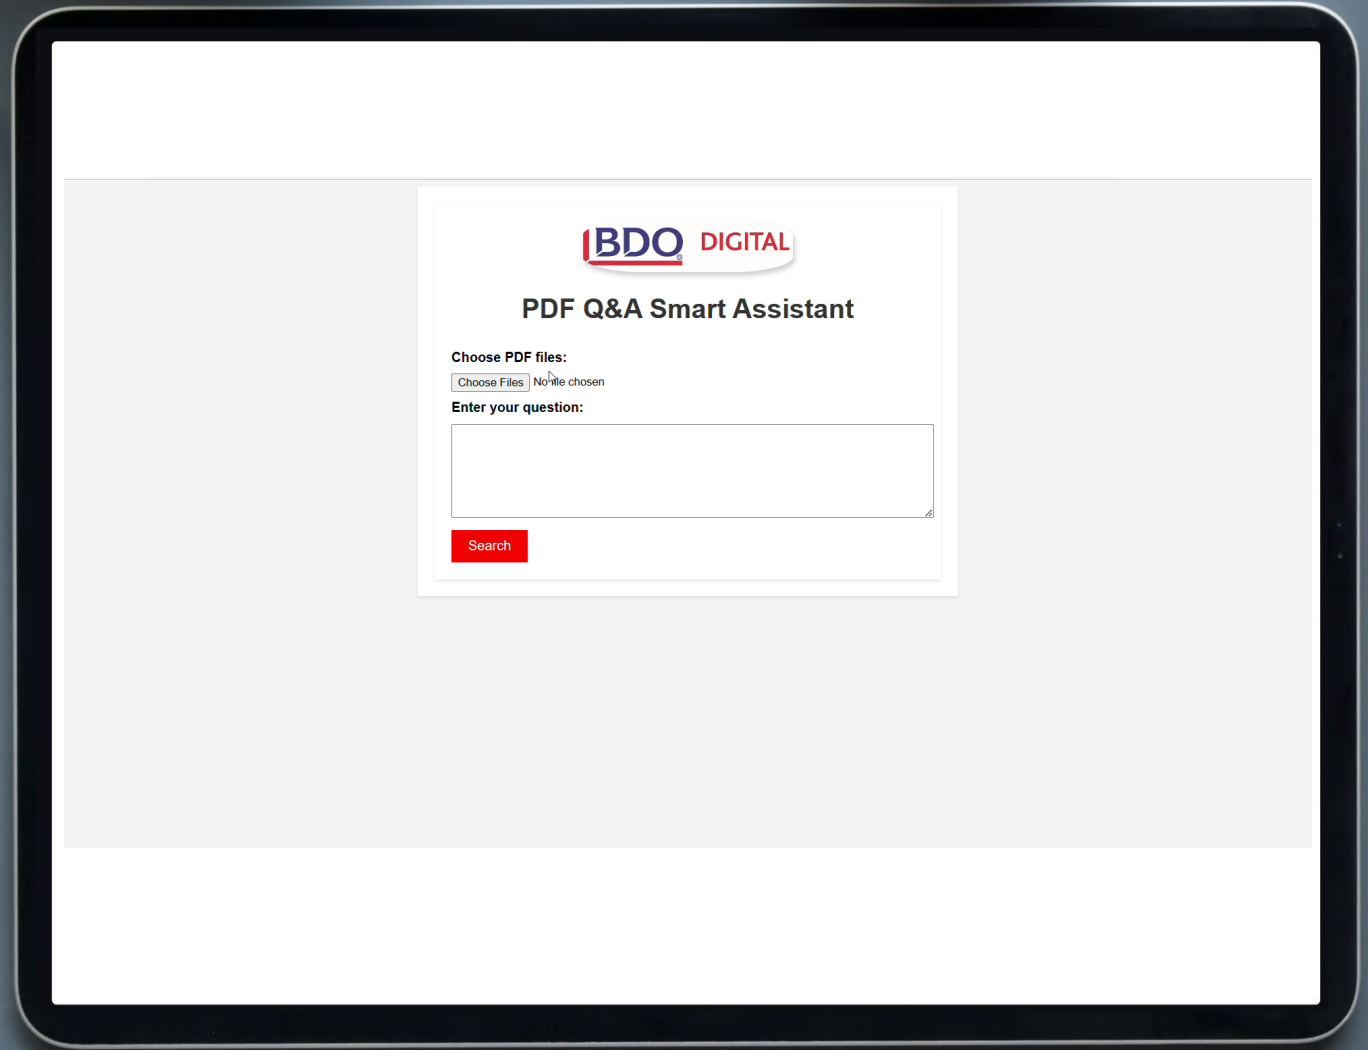 BDO DIGITAL
PDF Q&A Smart Assistant
Choose PDF files:
Choose Files No file chosen
Enter your question:
Search